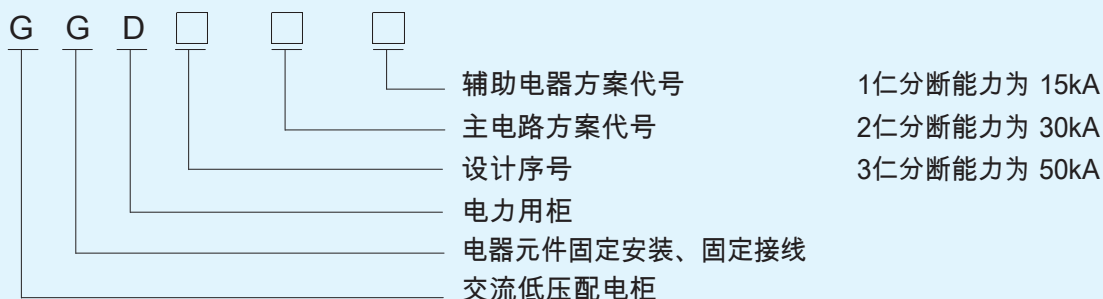 G G D □ □ □
辅助电器方案代号 1仁分断能力为 15kA
主电路方案代号 2仁分断能力为 30kA
设计序号 3仁分断能力为 50kA
电力用柜
电器元件固定安装、固定接线
交流低压配电柜